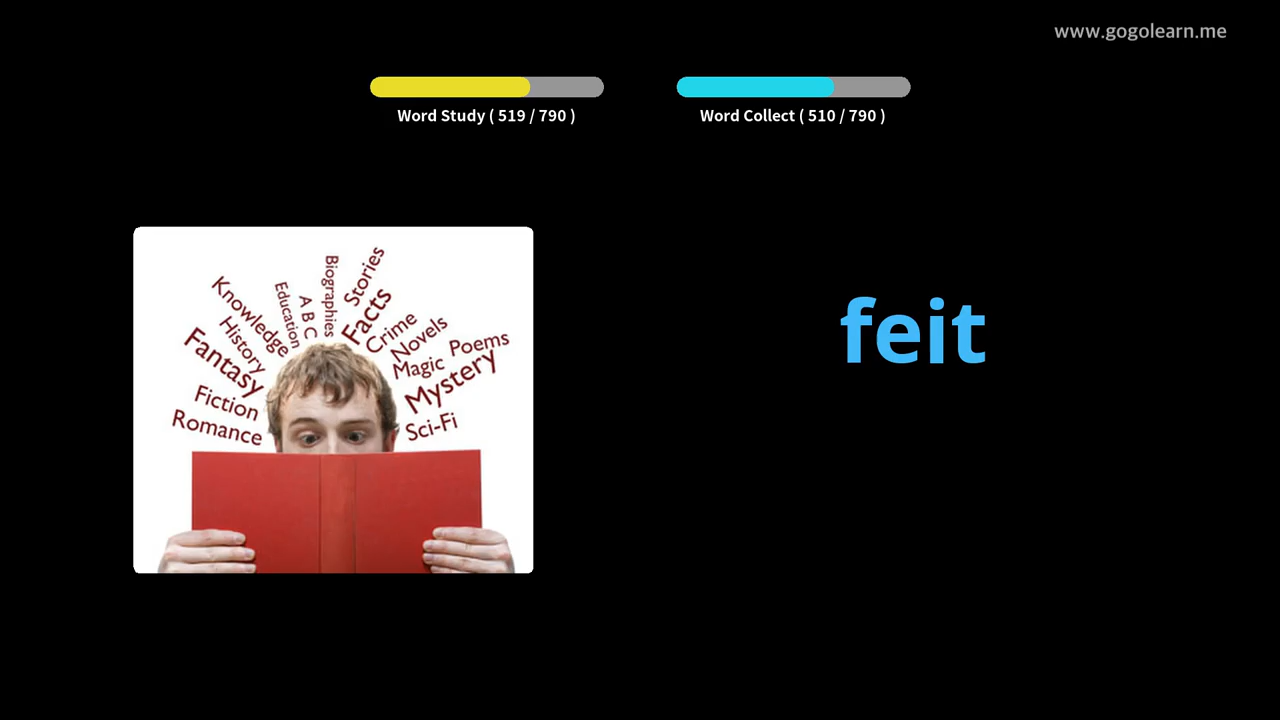 www.gogolearn.me
Word Study ( 519 / 790 )
Word Collect ( 510 / 790 )
feit
Biographies
Stories
Education
A B C
Facts
Knowledge
Crime
History
Novels
Poems
Fantasy
Magic
Mystery
Fiction
Romance
Sci-Fi